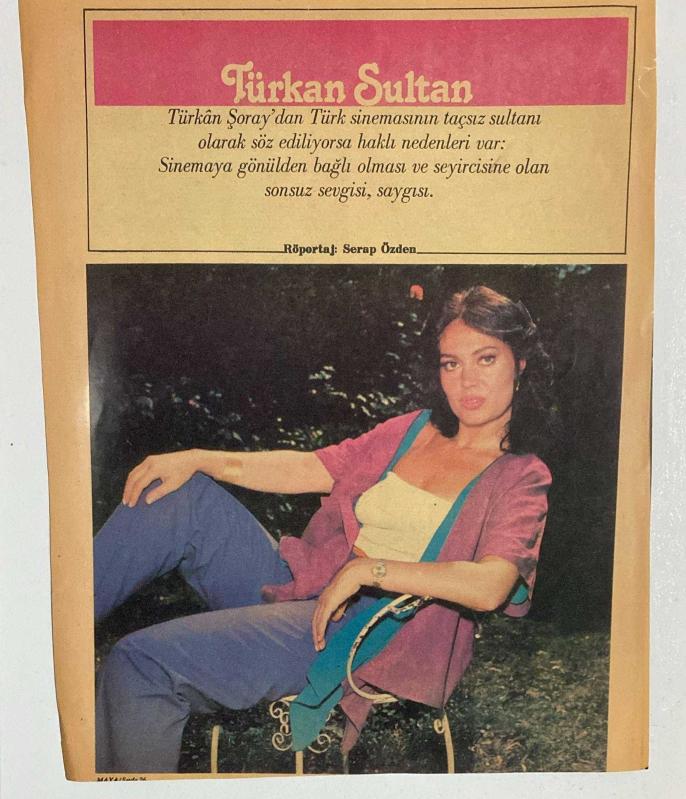 Türkan Sultan
Türkân Şoray'dan Türk sinemasının taçsız sultanı
olarak söz ediliyorsa haklı nedenleri var:
Sinemaya gönülden bağlı olması ve seyircisine olan
sonsuz sevgisi, saygısı.
Röportaj: Serap Özden